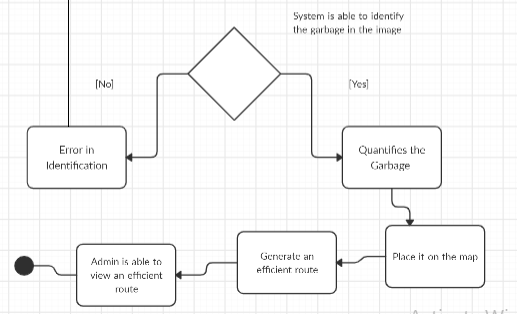 System is able to identify
the garbage in the image
[No]
[Yes]
Error in
Identification
Quantifies the
Garbage
Place it on the map
Generate an
efficient route
Admin is able to
view an efficient
route